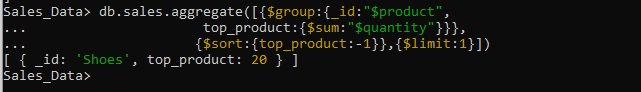 Sales_Data> db.sales.aggregate([{$group:{_id:"$product",
... top_product:{$sum:"$quantity"}}},
... {$sort:{top_product:-1}},{$limit:1}])
[ { _id: 'Shoes', top_product: 20 } ]
Sales_Data>